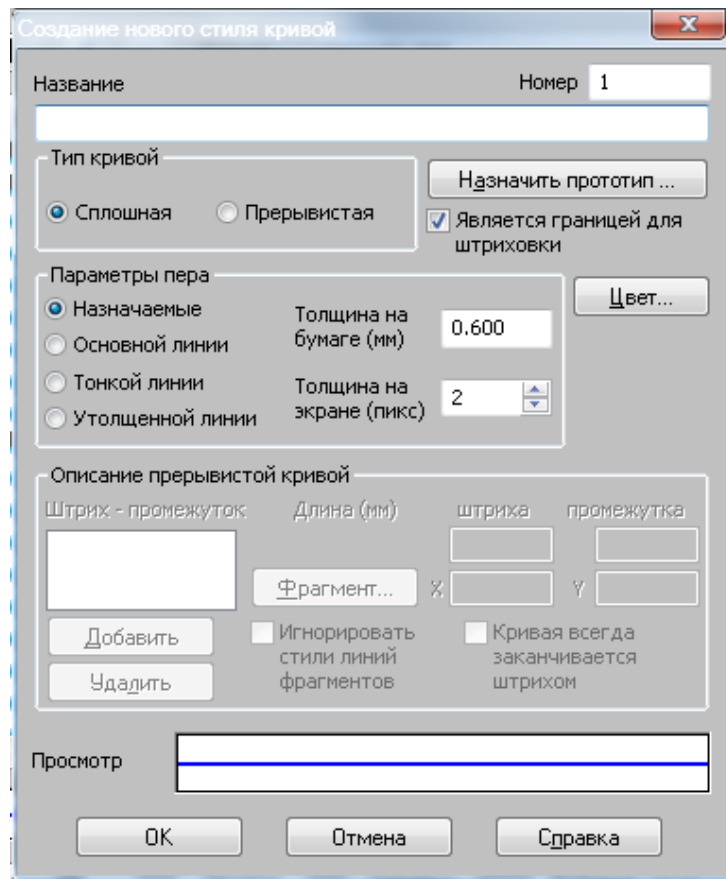 Создание нового стиля кривой
Название
Номер 1
Тип кривой
Сплошная Прерывистая
Назначить прототип ...
Является границей для
штриховки
Параметры пера
Назначаемые
Основной линии
Тонкой линии
Утолщенной линии
Толщина на
бумаге (мм)
0.600
Толщина на
экране (пикс)
2
Цвет...
Описание прерывистой кривой
Штрих - промежуток Длина (мм) штриха промежутка
Фрагмент... X Y
Добавить
Удалить
Игнорировать
стили линий
фрагментов
Кривая всегда
заканчивается
штрихом
Просмотр
OK Отмена Справка